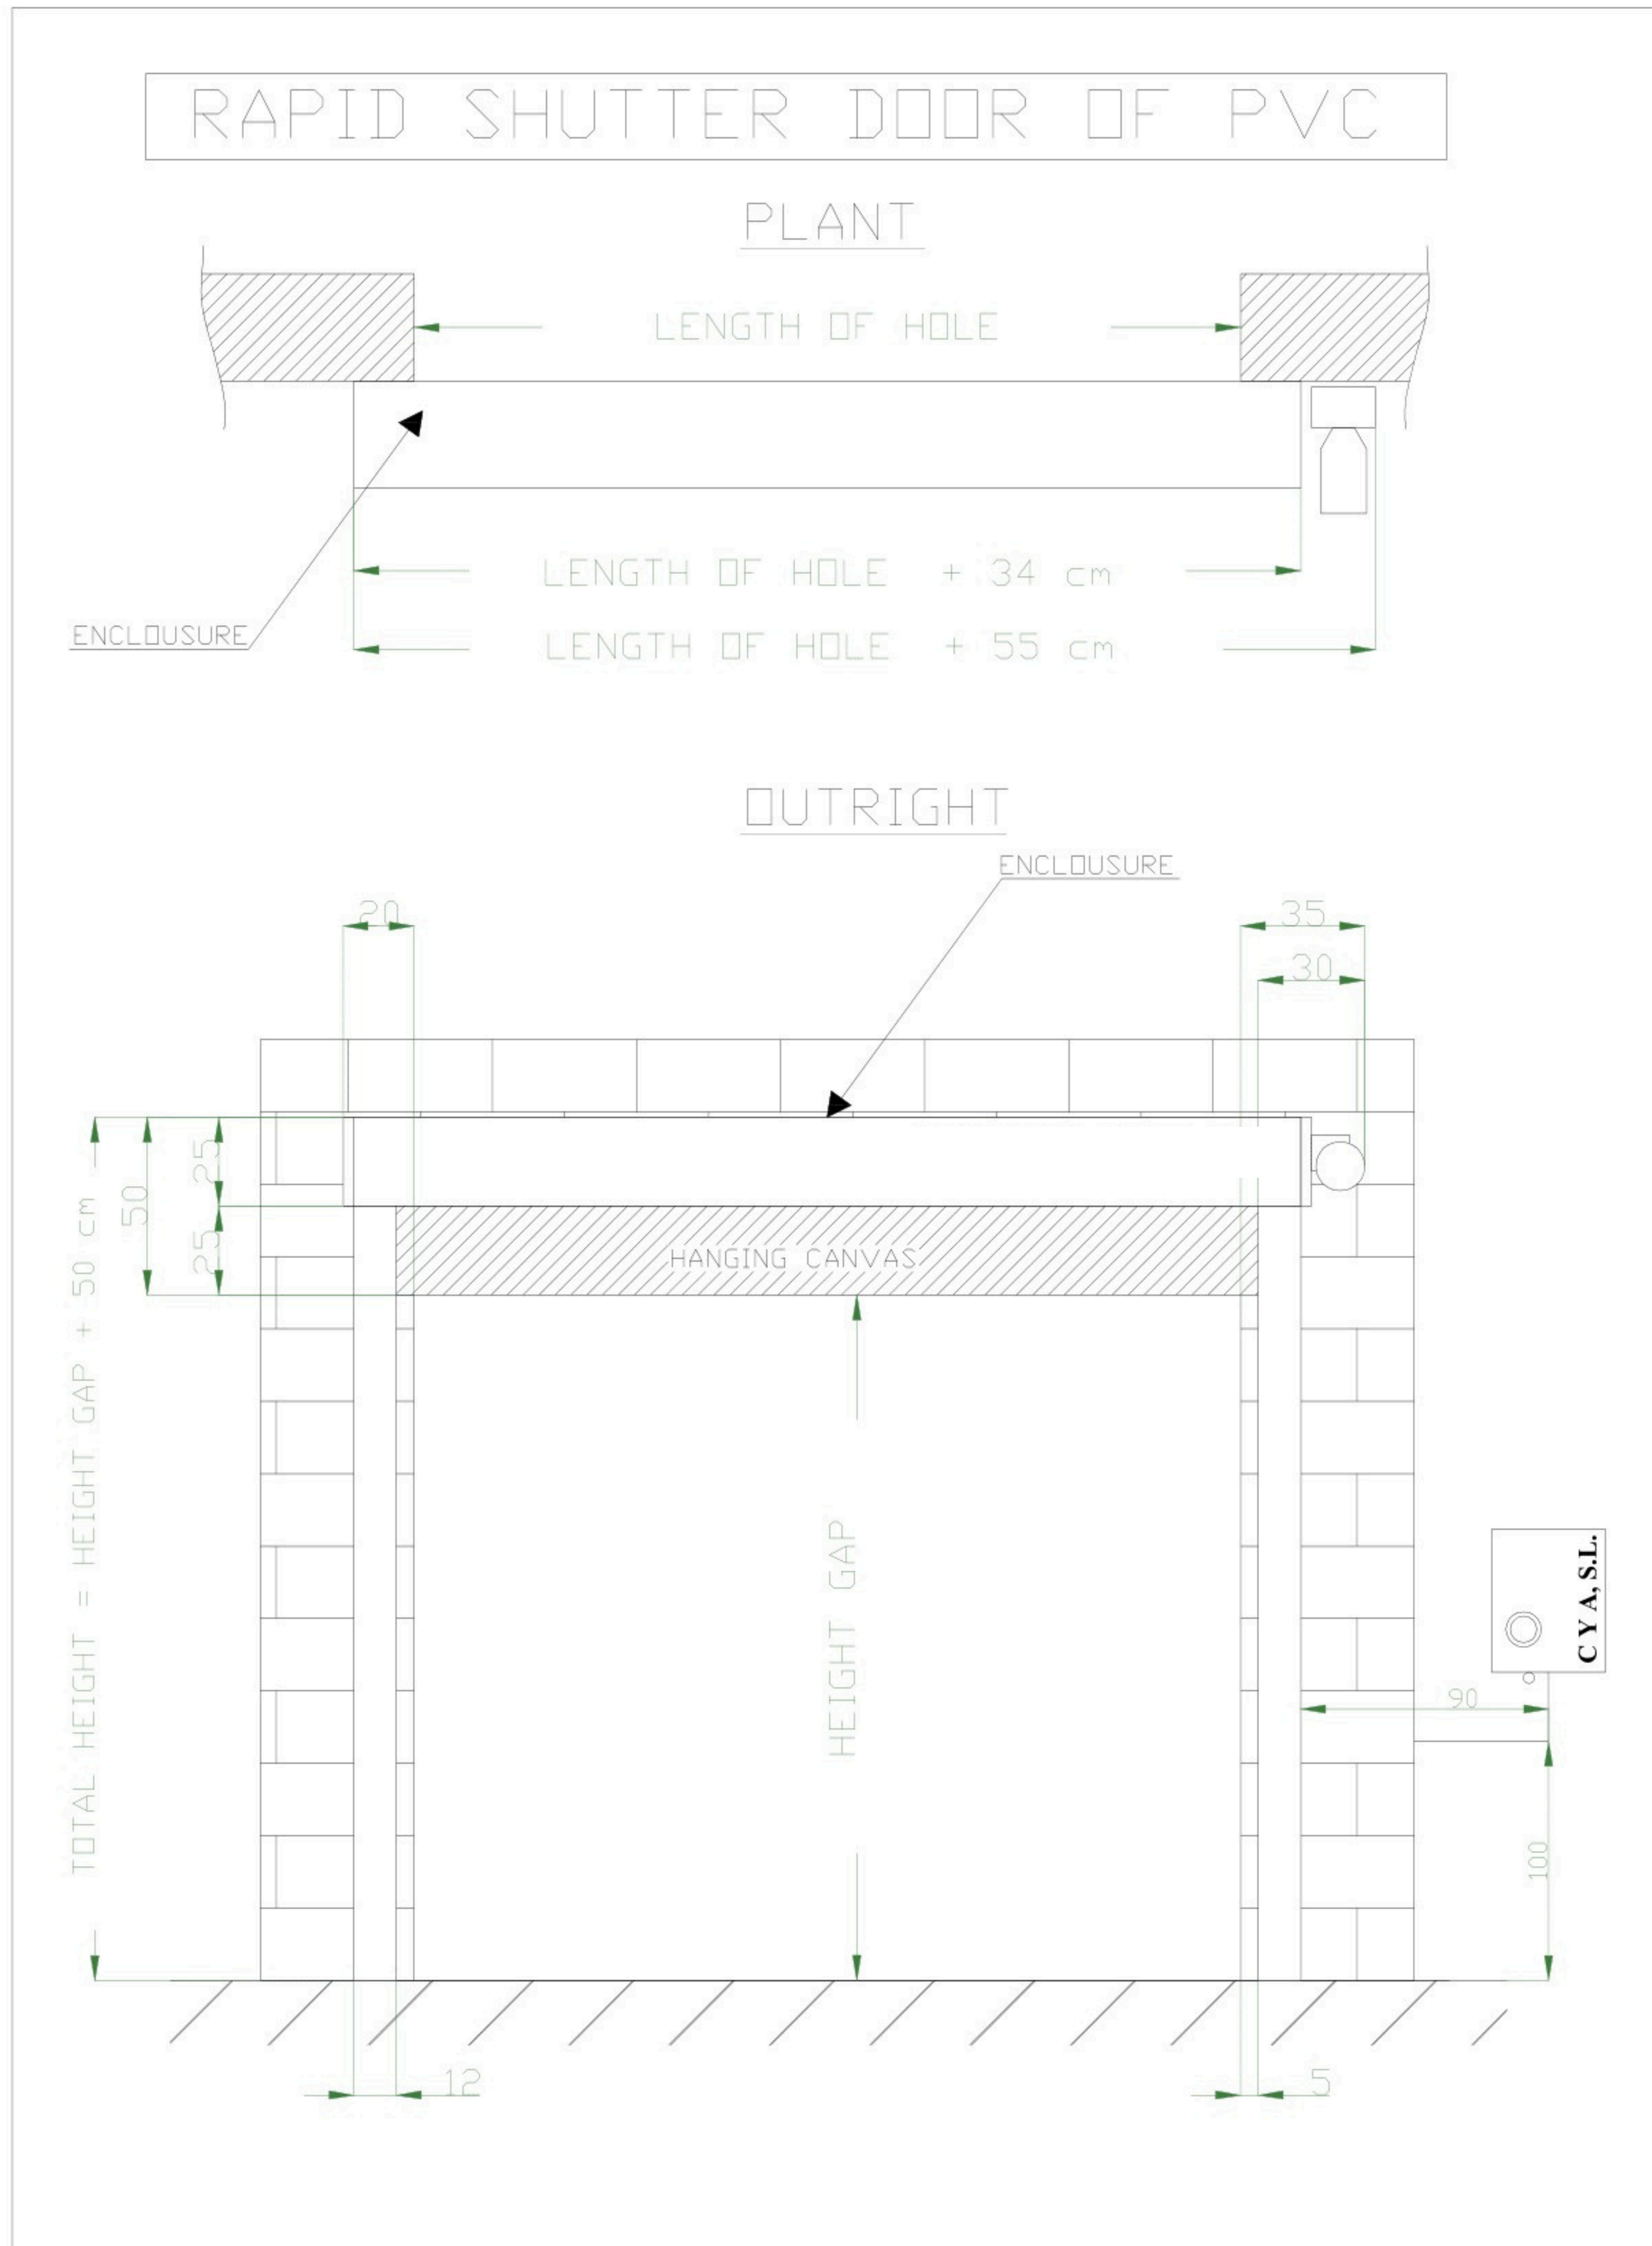 RAPID SHUTTER DOOR OF PVC
PLANT
LENGTH OF HOLE
LENGTH OF HOLE + 34 cm
ENCLOUSURE
LENGTH OF HOLE + 55 cm
OUTRIGHT
ENCLOUSURE
20
35
30
25
50
25
HANGING CANVAS
TOTAL HEIGHT = HEIGHT GAP + 50 cm
HEIGHT GAP
C Y A, S.L.
90
100
12
5